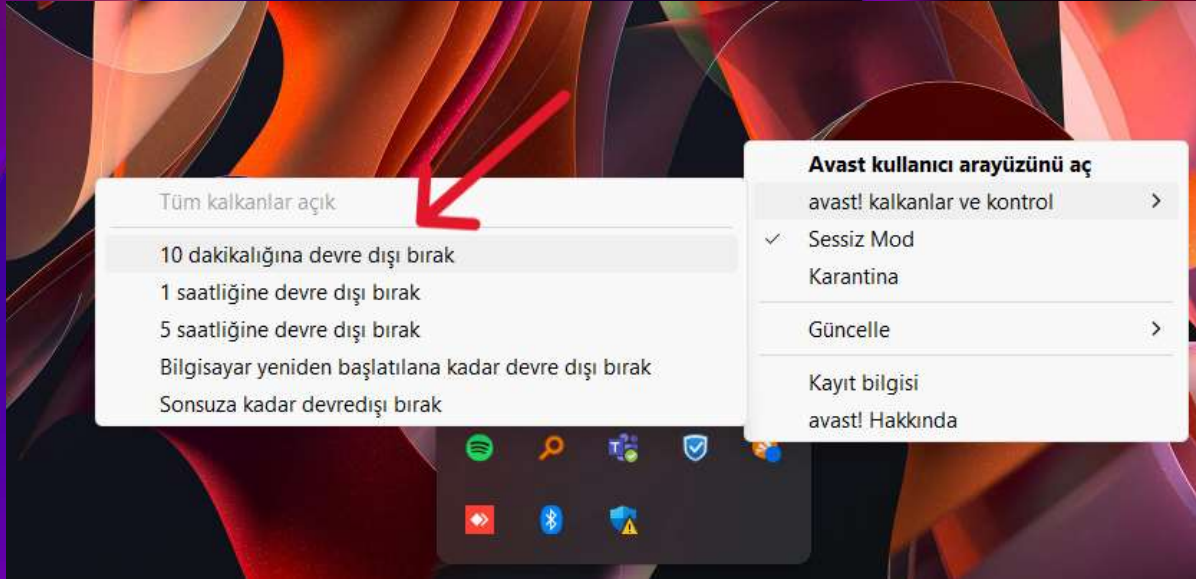 Avast kullanıcı arayüzünü aç
avast! kalkanlar ve kontrol
Sessiz Mod
Karantina
Güncelle
Kayıt bilgisi
avast! Hakkında
Tüm kalkanlar açık
10 dakikalığına devre dışı bırak
1 saatliğine devre dışı bırak
5 saatliğine devre dışı bırak
Bilgisayar yeniden başlatılana kadar devre dışı bırak
Sonsuza kadar devredışı bırak